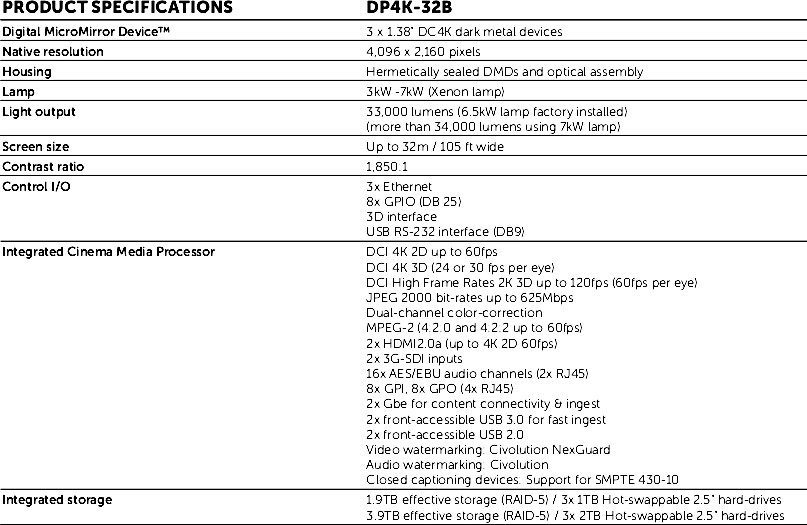 PRODUCT SPECIFICATIONS DP4K-32B
Digital MicroMirror Device™ 3 x 1.38" DC4K dark metal devices
Native resolution 4,096 x 2,160 pixels
Housing Hermetically sealed DMDs and optical assembly
Lamp 3kW -7kW (Xenon lamp)
Light output 33,000 lumens (6.5kW lamp factory installed)
(more than 34,000 lumens using 7kW lamp)
Screen size Up to 32m / 105 ft wide
Contrast ratio 1,850:1
Control I/O 3x Ethernet
8x GPIO (DB 25)
3D interface
USB RS-232 interface (DB9)
Integrated Cinema Media Processor DCI 4K 2D up to 60fps
DCI 4K 3D (24 or 30 fps per eye)
DCI High Frame Rates 2K 3D up to 120fps (60fps per eye)
JPEG 2000 bit-rates up to 625Mbps
Dual-channel color-correction
MPEG-2 (4:2:0 and 4:2:2 up to 60fps)
2x HDMI2.0a (up to 4K 2D 60fps)
2x 3G-SDI inputs
16x AES/EBU audio channels (2x RJ45)
8x GPI, 8x GPO (4x RJ45)
2x Gbe for content connectivity & ingest
2x front-accessible USB 3.0 for fast ingest
2x front-accessible USB 2.0
Video watermarking: Civolution NexGuard
Audio watermarking: Civolution
Closed captioning devices: Support for SMPTE 430-10
Integrated storage 1.9TB effective storage (RAID-5) / 3x 1TB Hot-swappable 2.5" hard-drives
3.9TB effective storage (RAID-5) / 3x 2TB Hot-swappable 2.5" hard-drives